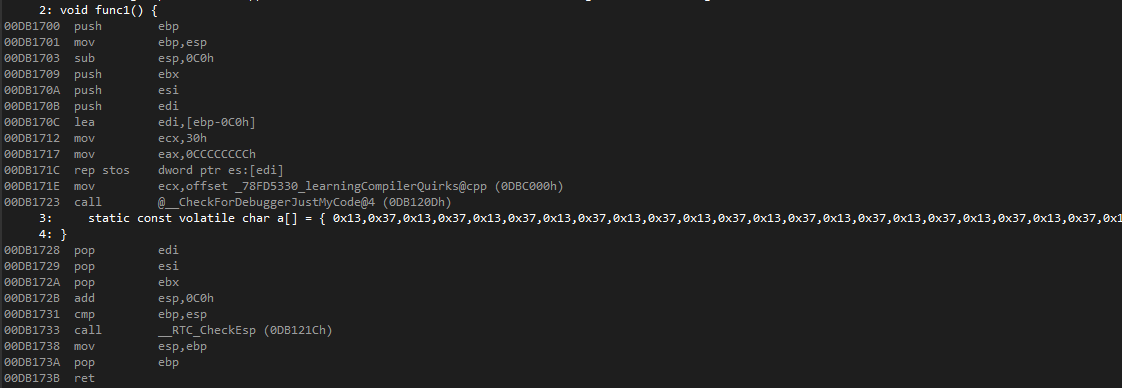 2: void func1() {
00DB1700 push ebp
00DB1701 mov ebp,esp
00DB1703 sub esp,0C0h
00DB1709 push ebx
00DB170A push esi
00DB170B push edi
00DB170C lea edi,[ebp-0C0h]
00DB1712 mov ecx,30h
00DB1717 mov eax,0CCCCCCCCh
00DB171C rep stos dword ptr es:[edi]
00DB171E mov ecx,offset _78FD5330_learningCompilerQuirks@cpp (0DBC000h)
00DB1723 call @__CheckForDebuggerJustMyCode@4 (0DB120Dh)
3: static const volatile char a[] = { 0x13,0x37,0x13,0x37,0x13,0x37,0x13,0x37,0x13,0x37,0x13,0x37,0x13,0x37,0x13,0x37,0x13,0x37,0x13,0x37,0x13,0x37,0x1
4: }
00DB1728 pop edi
00DB1729 pop esi
00DB172A pop ebx
00DB172B add esp,0C0h
00DB1731 cmp ebp,esp
00DB1733 call __RTC_CheckEsp (0DB121Ch)
00DB1738 mov esp,ebp
00DB173A pop ebp
00DB173B ret